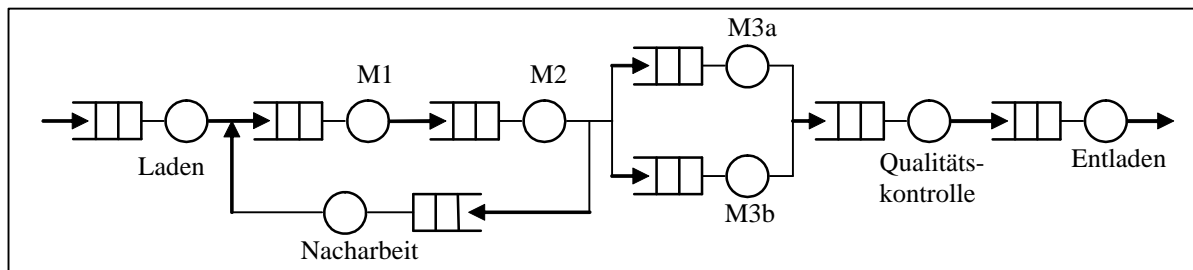 M3a
M1
M2
Laden
Qualitäts-
kontrolle
Entladen
M3b
Nacharbeit